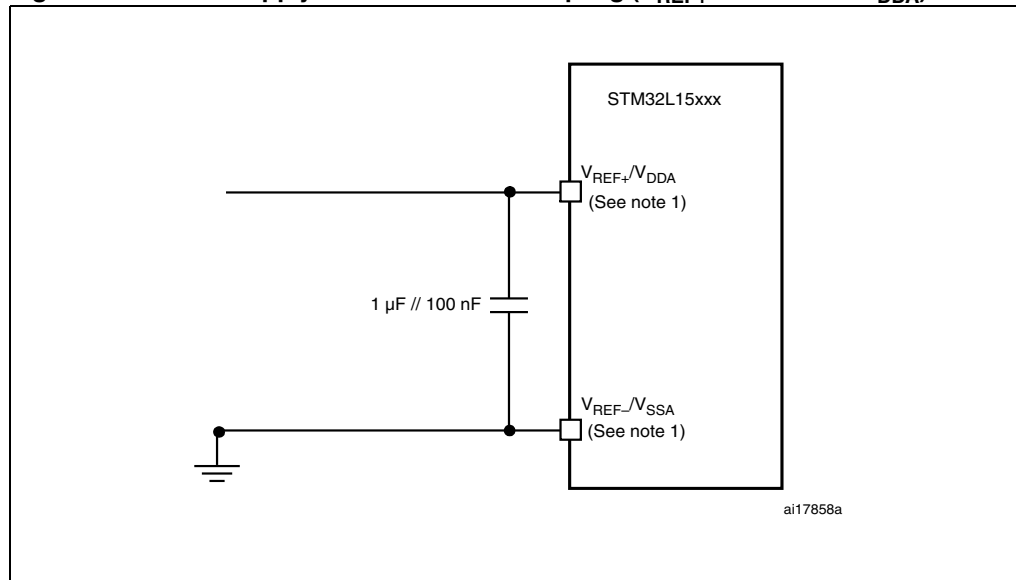 STM32L15xxx
VREF+/VDDA
(See note 1)
1 µF // 100 nF
VREF–/VSSA
(See note 1)
ai17858a